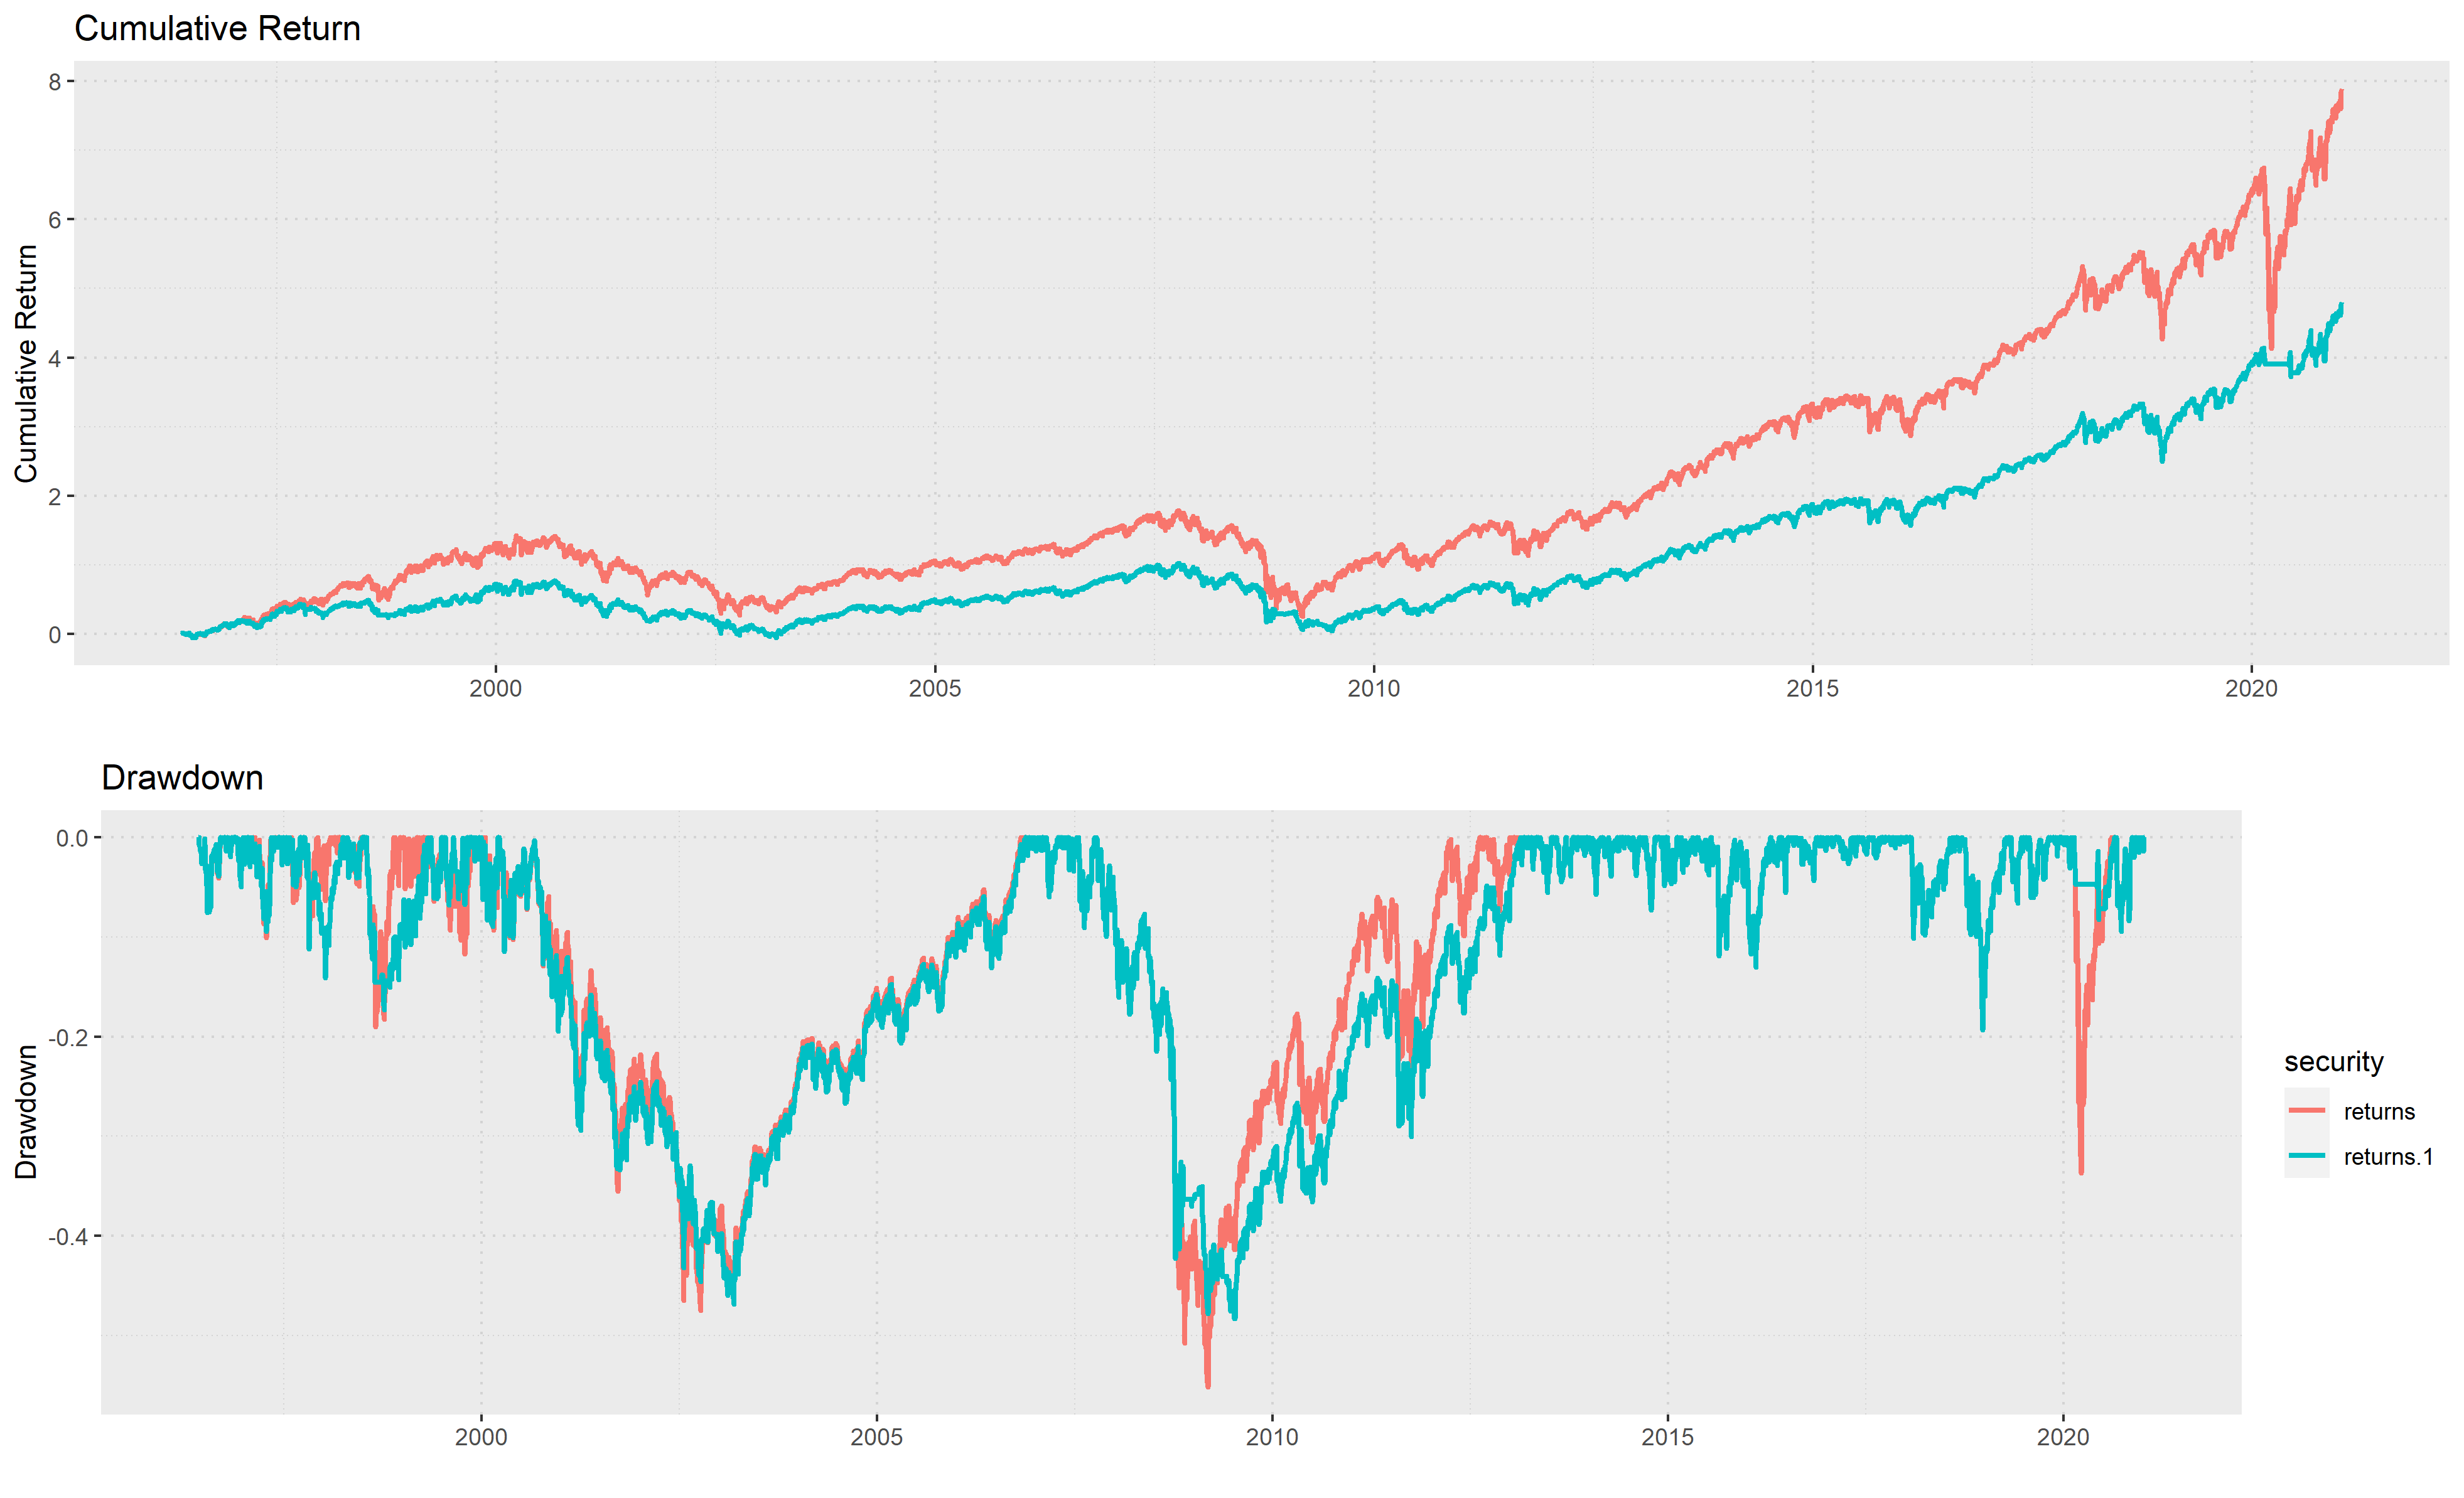 Cumulative Return
Cumulative Return
8
6
4
2
0
2000 2005 2010 2015 2020
Drawdown
Drawdown
0.0
-0.2
-0.4
2000 2005 2010 2015 2020
security
returns
returns.1